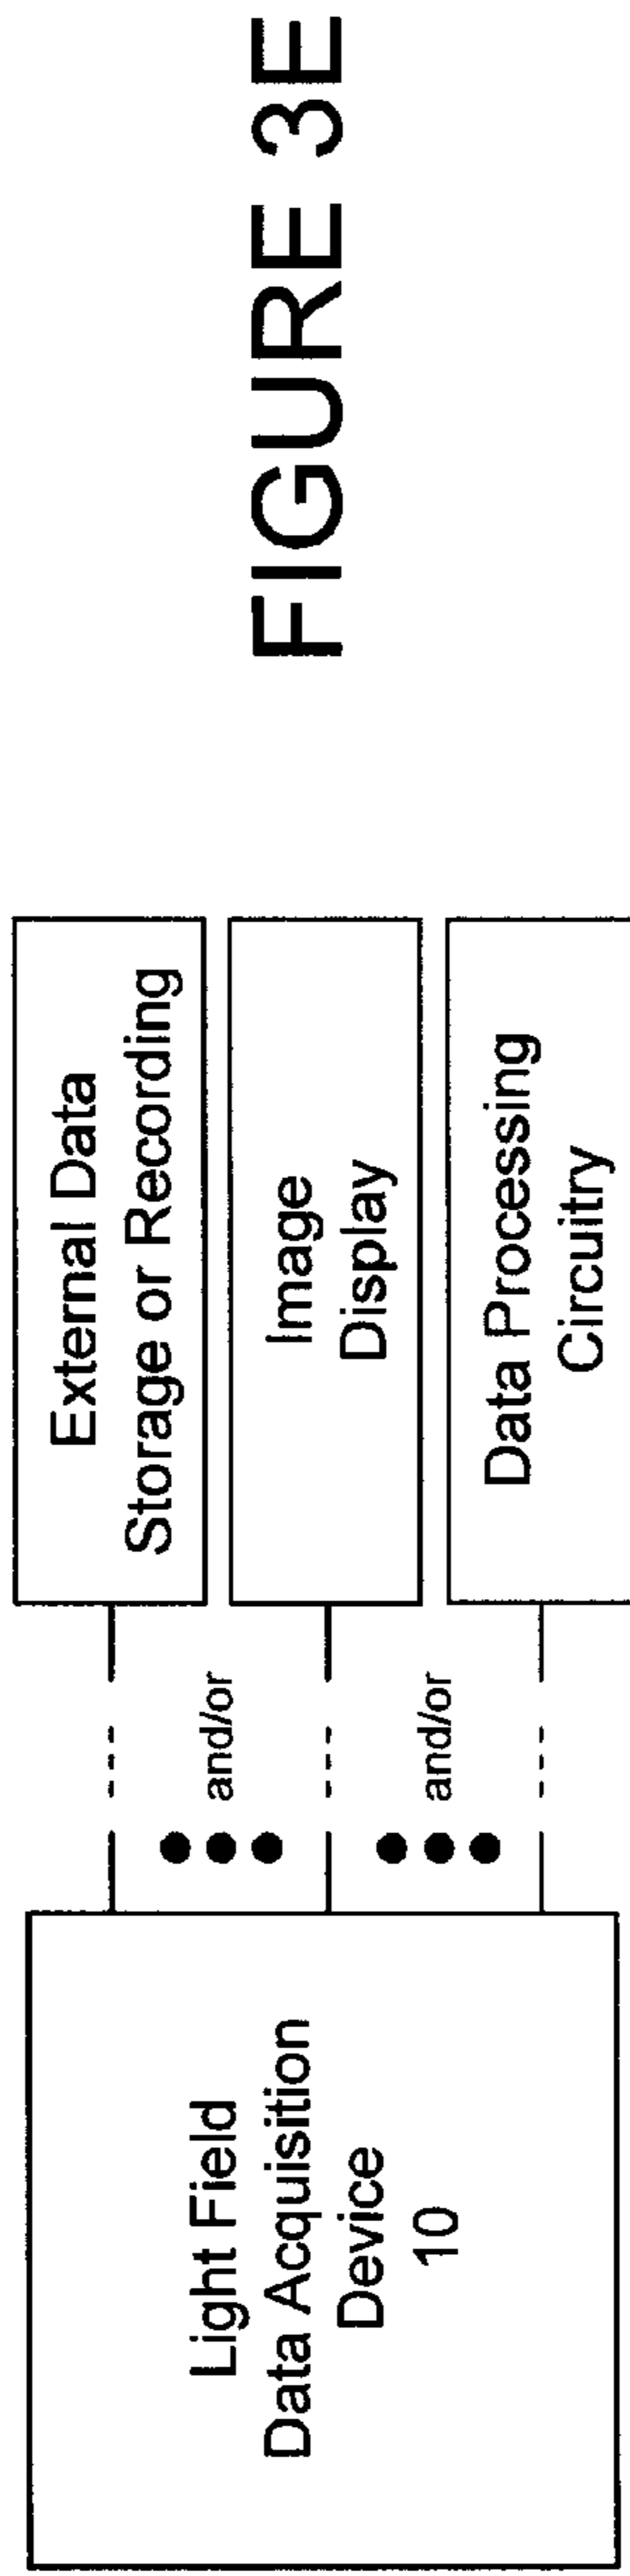 Light Field
Data Acquisition
Device
10
and/or
and/or
External Data
Storage or Recording
Image
Display
Data Processing
Circuitry
FIGURE 3E